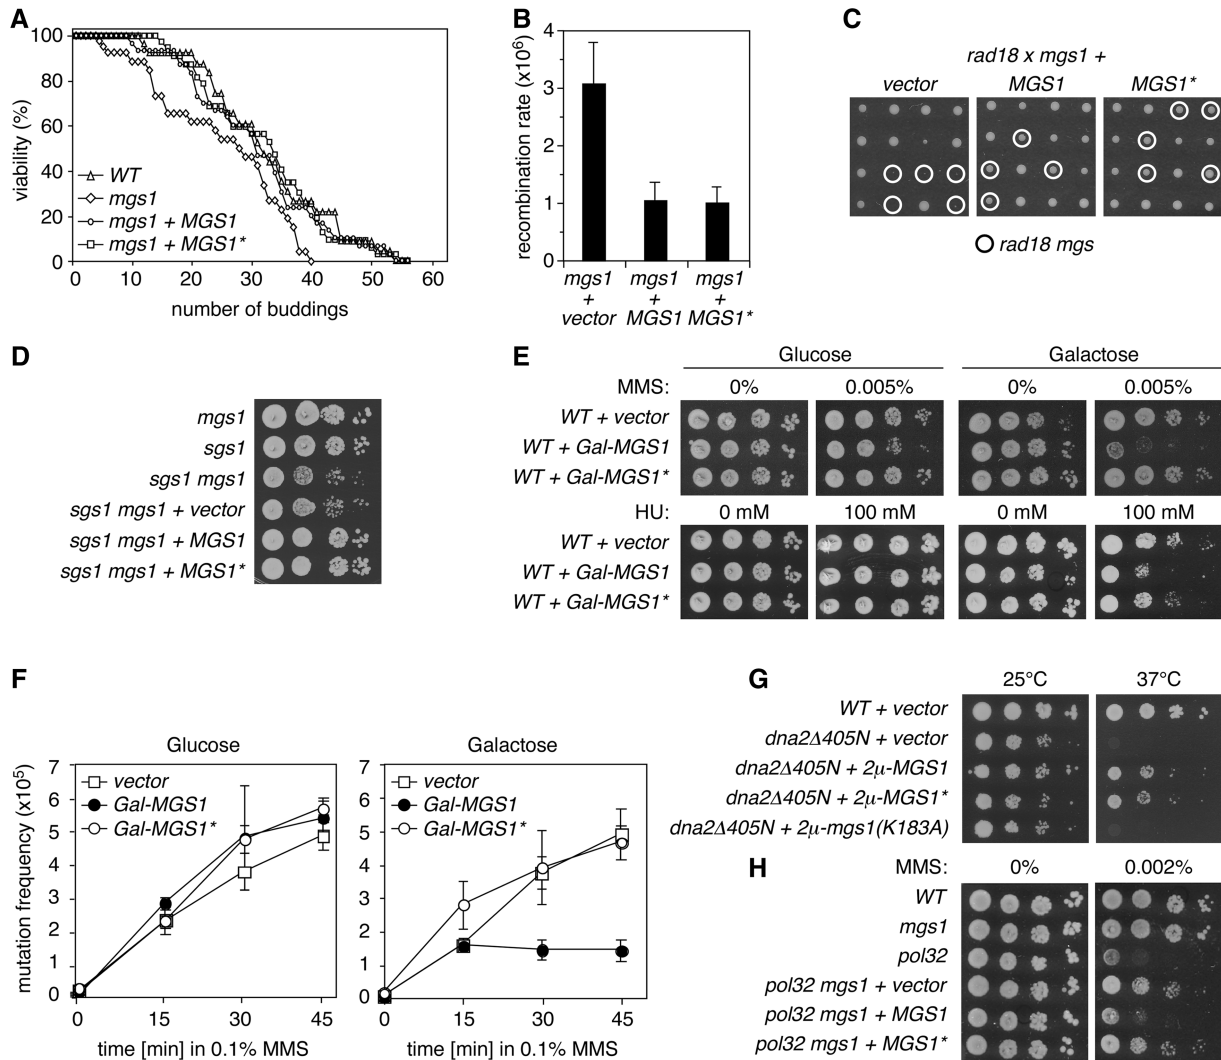 A
viability (%)
100
80
60
40
20
0
WT
mgs1
mgs1 + MGS1
mgs1 + MGS1*
0 10 20 30 40 50 60
number of buddings
B
recombination rate (x10⁶)
4
3
2
1
0
mgs1 mgs1 mgs1
+ + +
vector MGS1 MGS1*
C
rad18 x mgs1 +
vector MGS1 MGS1*
rad18 mgs
D
mgs1
sgs1
sgs1 mgs1
sgs1 mgs1 + vector
sgs1 mgs1 + MGS1
sgs1 mgs1 + MGS1*
E
Glucose Galactose
MMS: 0% 0.005% 0% 0.005%
WT + vector
WT + Gal-MGS1
WT + Gal-MGS1*
HU: 0 mM 100 mM 0 mM 100 mM
WT + vector
WT + Gal-MGS1
WT + Gal-MGS1*
F
mutation frequency (x10⁵)
Glucose
7
6
5
4
3
2
1
0
vector
Gal-MGS1
Gal-MGS1*
0 15 30 45
time [min] in 0.1% MMS
Galactose
7
6
5
4
3
2
1
0
vector
Gal-MGS1
Gal-MGS1*
0 15 30 45
time [min] in 0.1% MMS
G
25°C 37°C
WT + vector
dna2Δ405N + vector
dna2Δ405N + 2μ-MGS1
dna2Δ405N + 2μ-MGS1*
dna2Δ405N + 2μ-mgs1(K183A)
H
MMS: 0% 0.002%
WT
mgs1
pol32
pol32 mgs1 + vector
pol32 mgs1 + MGS1
pol32 mgs1 + MGS1*